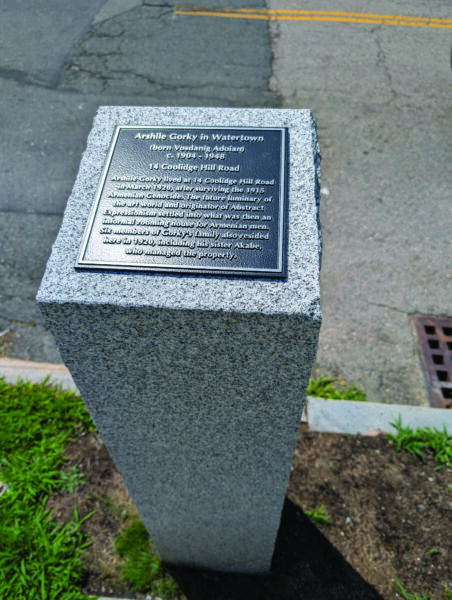 Arshile Gorky in Watertown
(born Vosdanig Adoian)
c. 1904 - 1948
14 Coolidge Hill Road
Arshile Gorky lived at 14 Coolidge Hill Road
in March 1920, after surviving the 1915
Armenian Genocide. The future luminary of
the art world and originator of Abstract
Expressionism settled into what was then an
informal rooming house for Armenian men.
Six members of Gorky's family also resided
here in 1920, including his sister Akabe,
who managed the property.